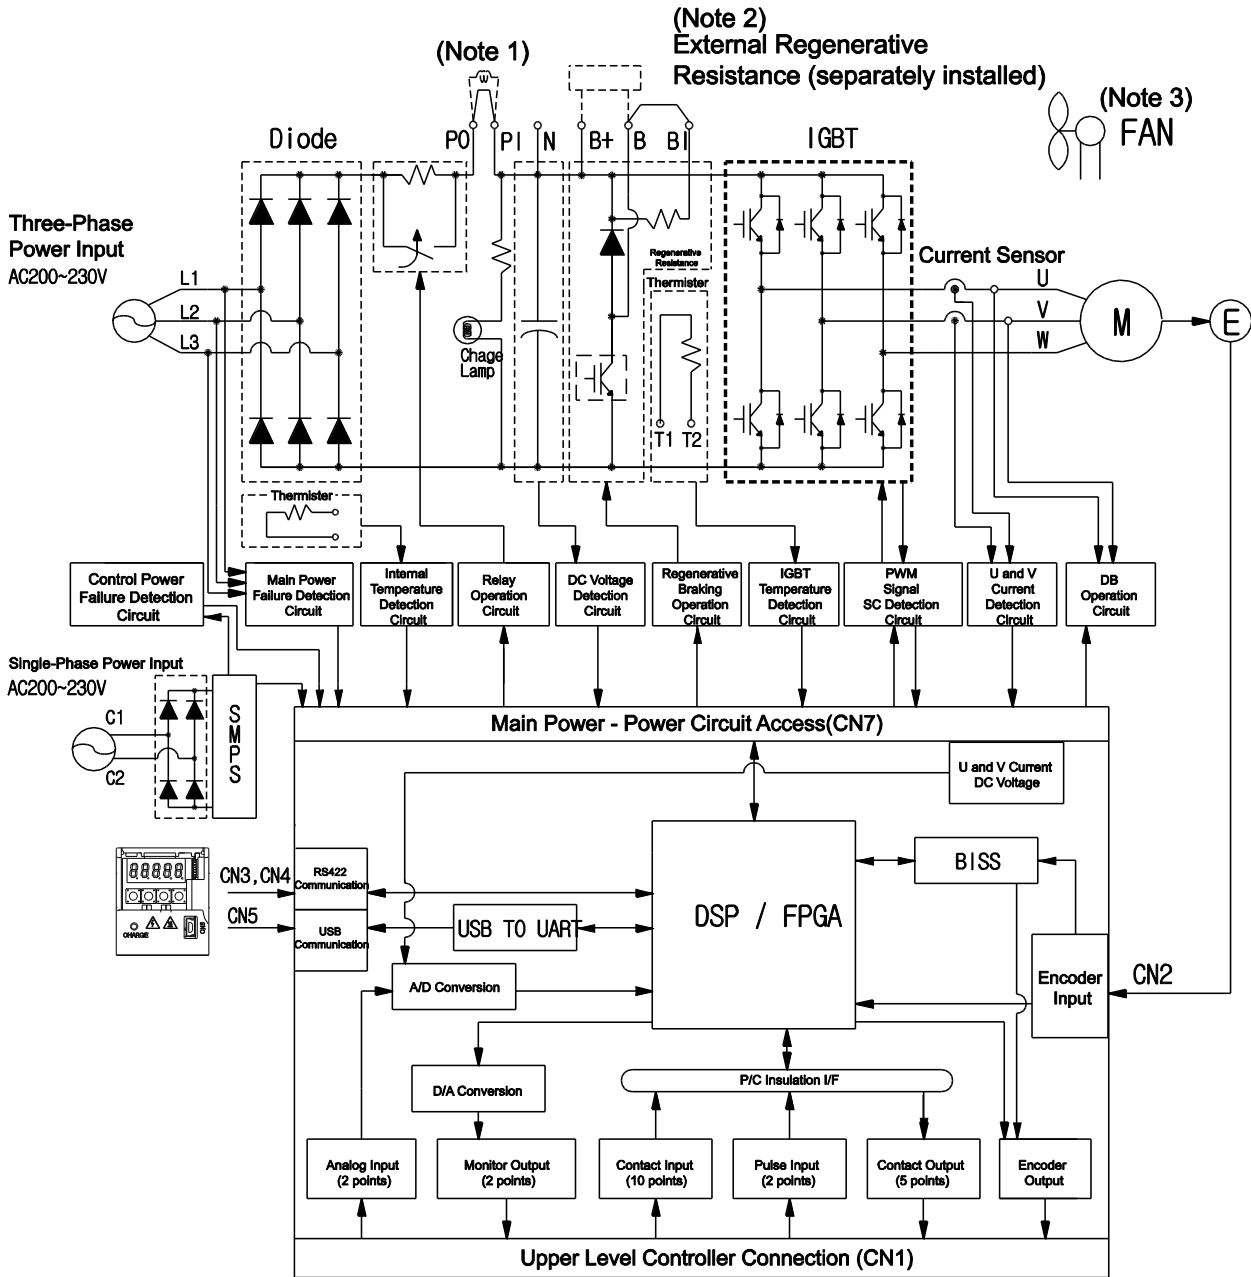 (Note 1)
(Note 2)
External Regenerative
Resistance (separately installed)
(Note 3)
FAN
Diode
PO
PI
N
B+
B
BI
IGBT
Three-Phase
Power Input
AC200~230V
L1
L2
L3
Regenerative
Resistance
Thermister
T1
T2
Chage
Lamp
Current Sensor
U
V
W
M
E
Thermister
Control Power
Failure Detection
Circuit
Main Power
Failure Detection
Circuit
Internal
Temperature
Detection
Circuit
Relay
Operation
Circuit
DC Voltage
Detection
Circuit
Regenerative
Braking
Operation
Circuit
IGBT
Temperature
Detection
Circuit
PWM
Signal
SC Detection
Circuit
U and V
Current
Detection
Circuit
DB
Operation
Circuit
Single-Phase Power Input
AC200~230V
C1
C2
SMPS
Main Power - Power Circuit Access(CN7)
U and V Current
DC Voltage
CHARGE
GND
CN3,CN4
CN5
RS422
Communication
USB
Communication
USB TO UART
DSP / FPGA
BISS
A/D Conversion
Encoder
Input
CN2
D/A Conversion
P/C Insulation I/F
Analog Input
(2 points)
Monitor Output
(2 points)
Contact Input
(10 points)
Pulse Input
(2 points)
Contact Output
(5 points)
Encoder
Output
Upper Level Controller Connection (CN1)